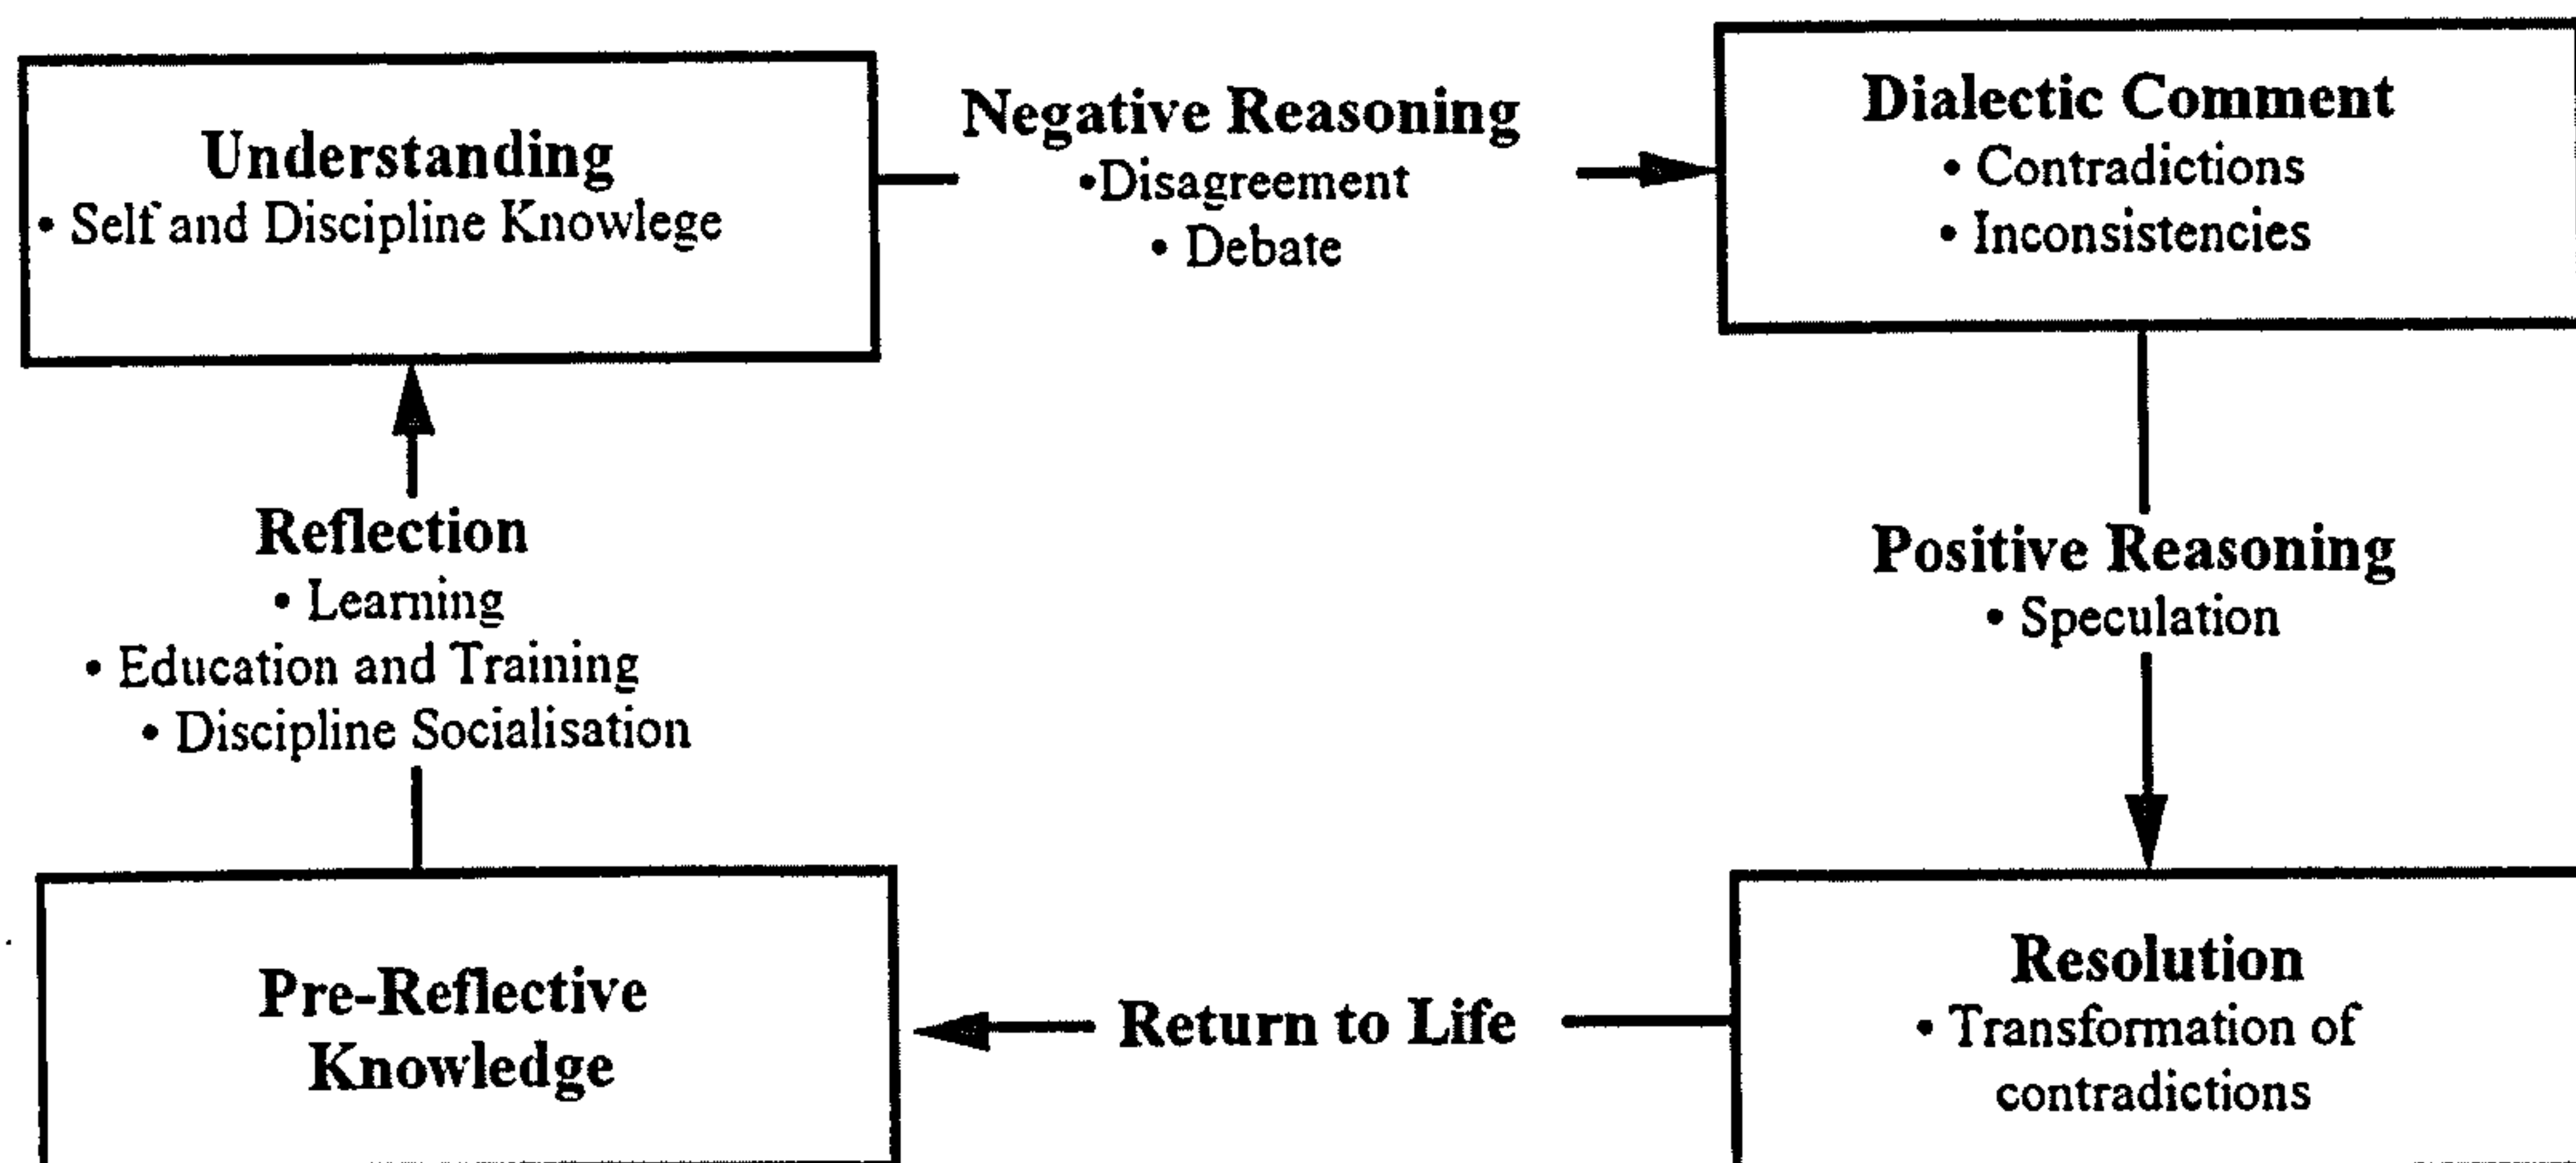 Understanding
• Self and Discipline Knowlege
Negative Reasoning
•Disagreement
• Debate
Dialectic Comment
• Contradictions
• Inconsistencies
Reflection
• Learning
• Education and Training
• Discipline Socialisation
Positive Reasoning
• Speculation
Pre-Reflective
Knowledge
Return to Life
Resolution
• Transformation of
contradictions